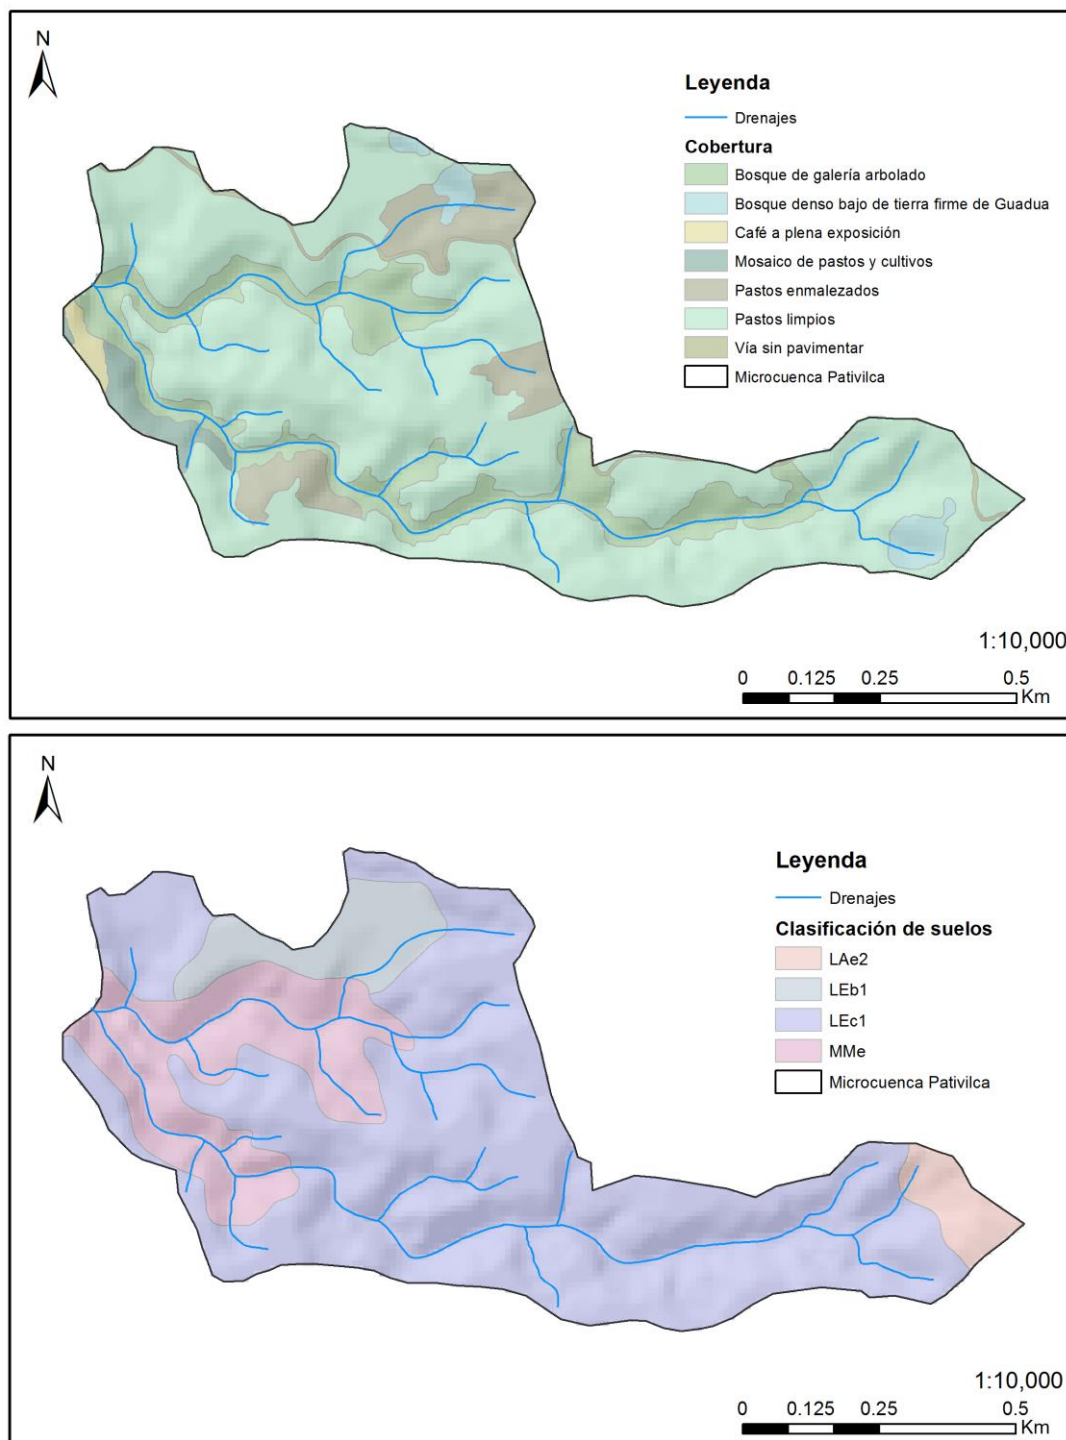 N
Leyenda
Drenajes
Cobertura
Bosque de galería arbolado
Bosque denso bajo de tierra firme de Guadua
Café a plena exposición
Mosaico de pastos y cultivos
Pastos enmalezados
Pastos limpios
Vía sin pavimentar
Microcuenca Pativilca
1:10,000
0 0.125 0.25 0.5
Km
N
Leyenda
Drenajes
Clasificación de suelos
LAe2
LEb1
LEc1
MMe
Microcuenca Pativilca
1:10,000
0 0.125 0.25 0.5
Km